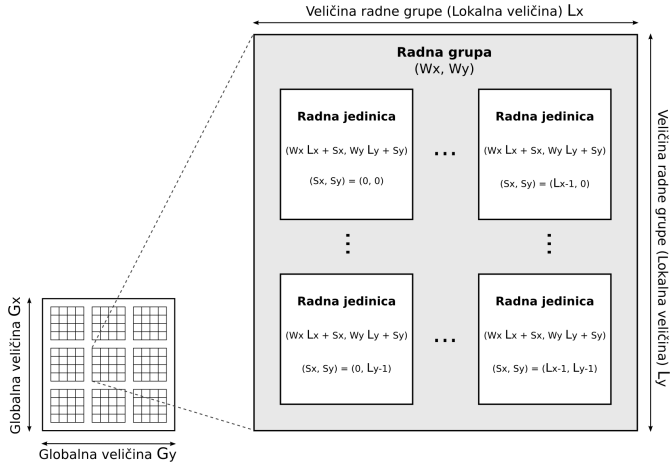 Veličina radne grupe (Lokalna veličina) Lx
Radna grupa
(Wx, Wy)
Radna jedinica
(Wx Lx + Sx, Wy Ly + Sy)
(Sx, Sy) = (0, 0)
...
Radna jedinica
(Wx Lx + Sx, Wy Ly + Sy)
(Sx, Sy) = (Lx-1, 0)
...
...
Radna jedinica
(Wx Lx + Sx, Wy Ly + Sy)
(Sx, Sy) = (0, Ly-1)
...
Radna jedinica
(Wx Lx + Sx, Wy Ly + Sy)
(Sx, Sy) = (Lx-1, Ly-1)
Veličina radne grupe (Lokalna veličina) Ly
Globalna veličina Gx
Globalna veličina Gy